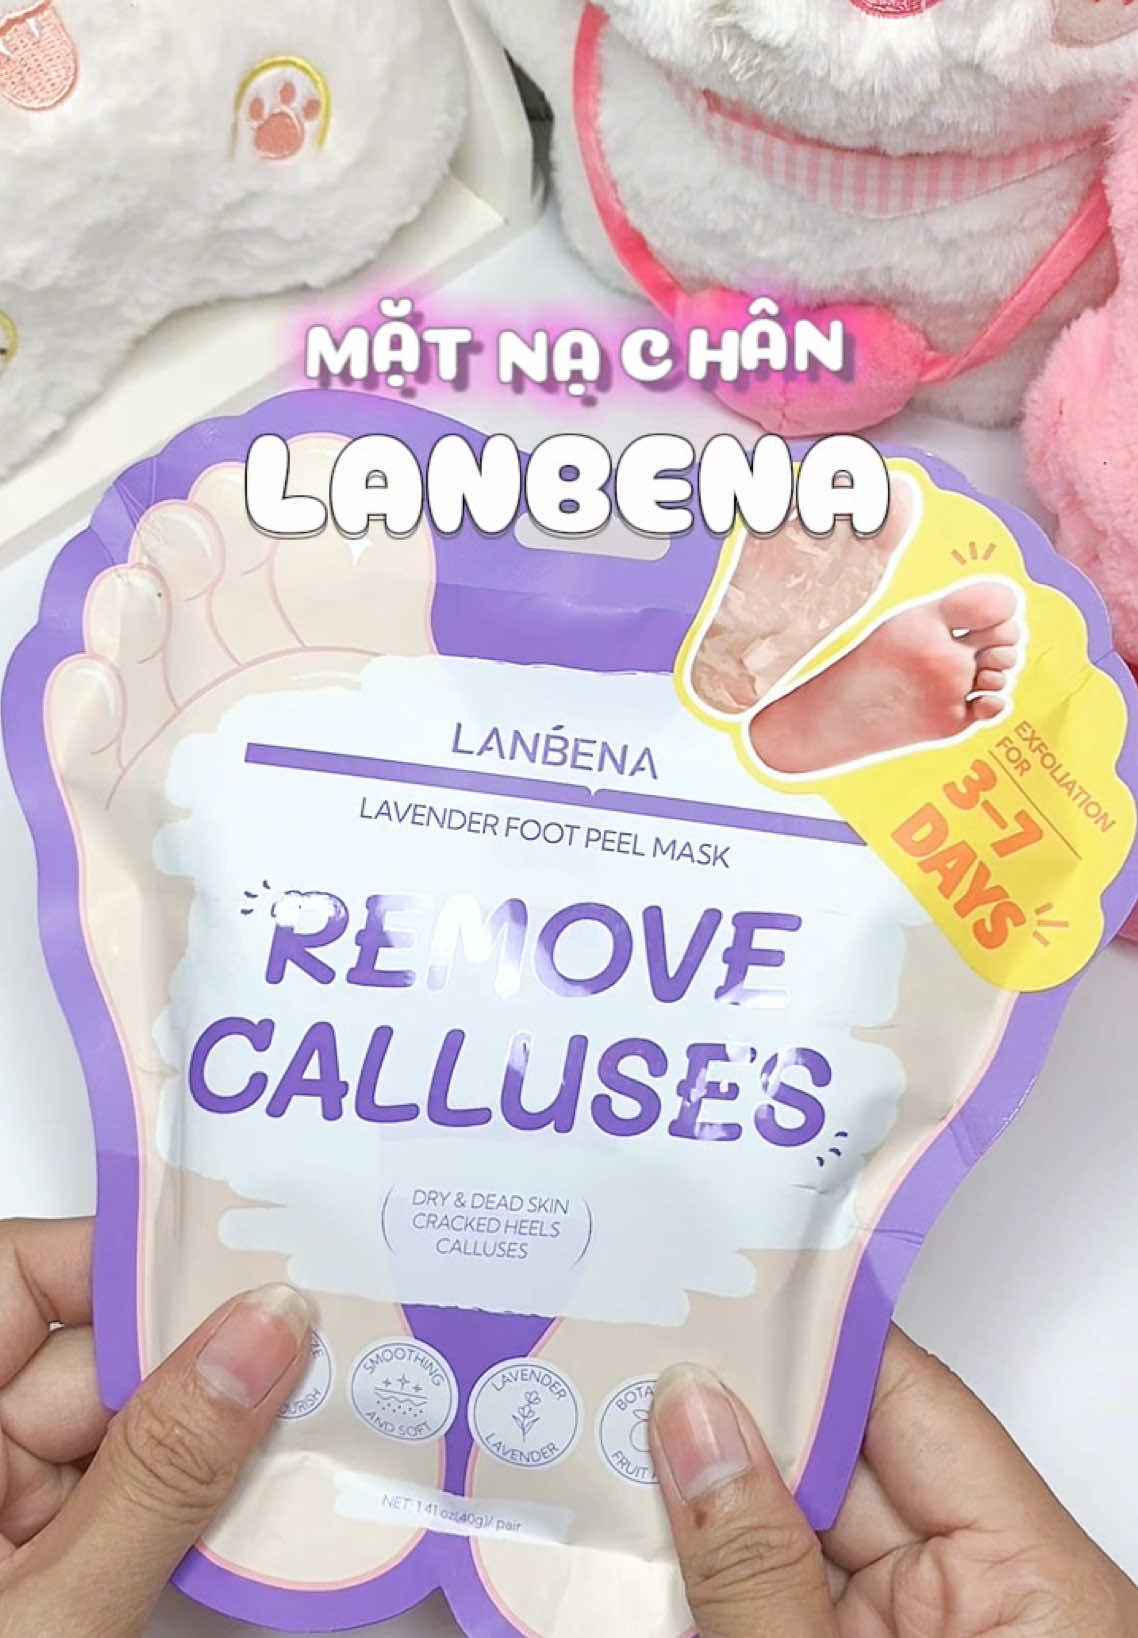 MẶT NẠ CHÂN
LANBENA
LANBENA
LAVENDER FOOT PEEL MASK
EXFOLIATION
FOR
3-7
DAYS
REMOVE
CALLUSES
DRY & DEAD SKIN
CRACKED HEELS
CALLUSES
SMOOTHING
AND SOFT
LAVENDER
LAVENDER
FRUIT
NET: 1.41 oz(40g)/ pair